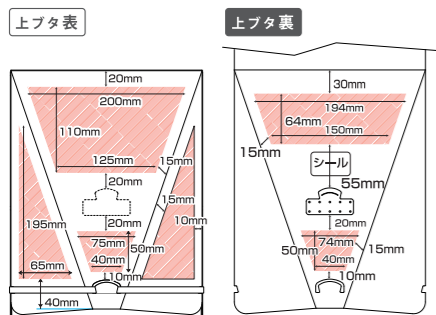 上ブタ表
20mm
200mm
110mm
125mm
15mm
20mm
15mm
10mm
20mm
195mm
75mm
50mm
65mm
40mm
10mm
40mm
上ブタ裏
30mm
194mm
64mm
150mm
15mm
シール
55mm
20mm
50mm
74mm
15mm
40mm
10mm